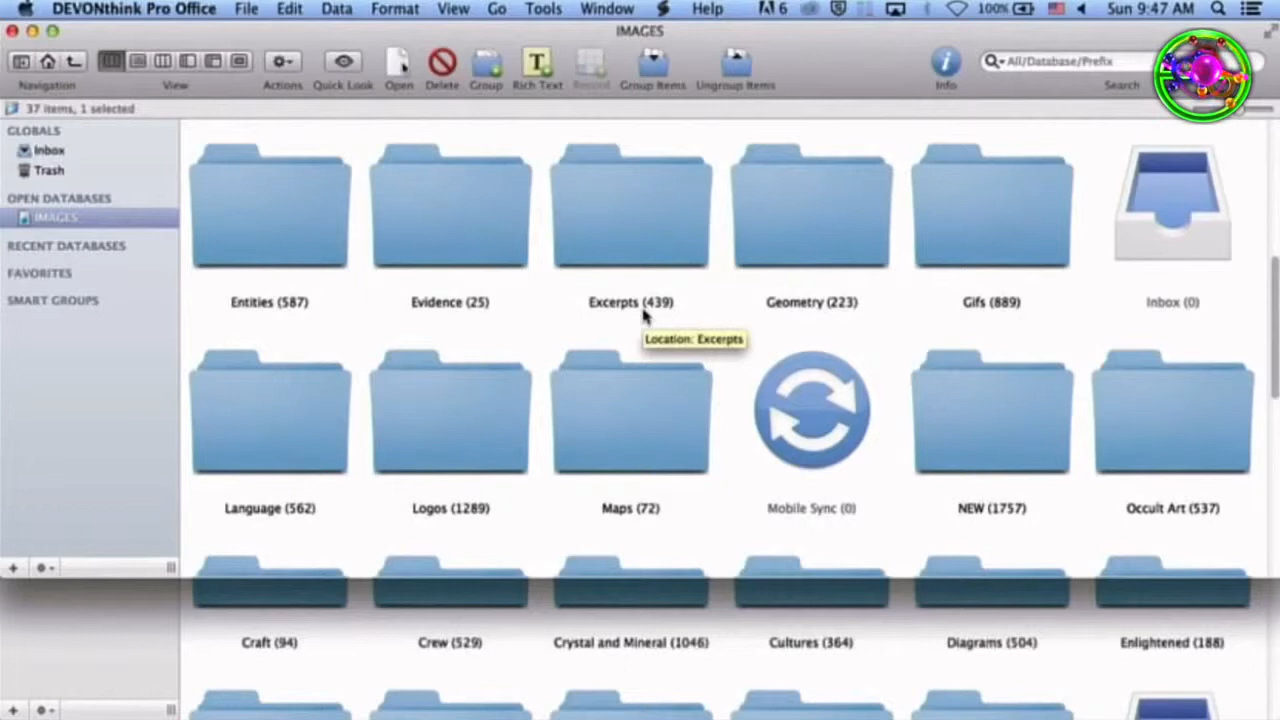 DEVONthink Pro Office File Edit Data Format View Go Tools Window Help 6 100% Sun 9:47 AM
IMAGES
All/Database/Prefix
Navigation View Actions Quick Look Open Delete Group Rich Text Group Items Ungroup Items Info Search
37 items, 1 selected
GLOBALS
Inbox
Trash
OPEN DATABASES
IMAGES
RECENT DATABASES
FAVORITES
SMART GROUPS
Entities (587) Evidence (25) Excerpts (439) Geometry (223) Gifs (889) Inbox (0)
Location: Excerpts
Language (562) Logos (1289) Maps (72) Mobile Sync (0) NEW (1757) Occult Art (537)
Craft (94) Crew (529) Crystal and Mineral (1046) Cultures (364) Diagrams (504) Enlightened (188)